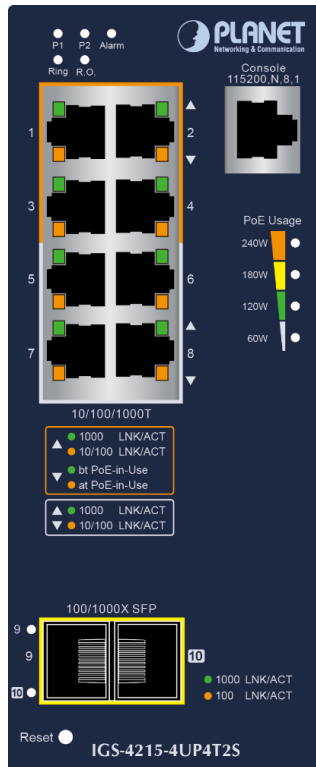 P1 P2 Alarm
Ring R.O.
PLANET
Networking & Communication
Console
115200,N,8,1
1 2
3 4
5 6
7 8
PoE Usage
240W
180W
120W
60W
10/100/1000T
1000 LNK/ACT
10/100 LNK/ACT
bt PoE-in-Use
at PoE-in-Use
1000 LNK/ACT
10/100 LNK/ACT
100/1000X SFP
9
9 10
10
1000 LNK/ACT
100 LNK/ACT
Reset
IGS-4215-4UP4T2S